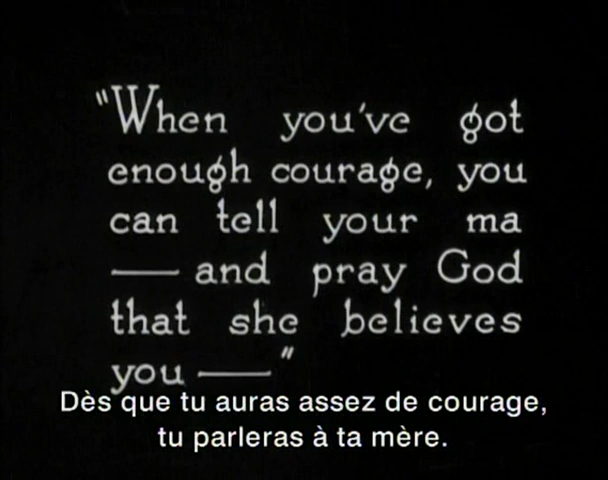 "When you've got
enough courage, you
can tell your ma
— and pray God
that she believes
you — "
Dès que tu auras assez de courage,
tu parleras à ta mère.